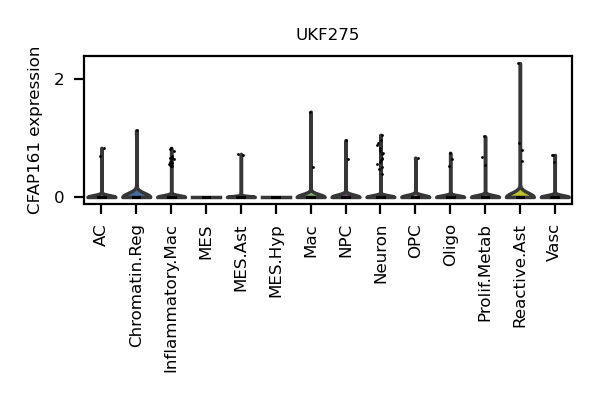 UKF275
CFAP161 expression
2
0
AC
Chromatin.Reg
Inflammatory.Mac
MES
MES.Ast
MES.Hyp
Mac
NPC
Neuron
OPC
Oligo
Prolif.Metab
Reactive.Ast
Vasc